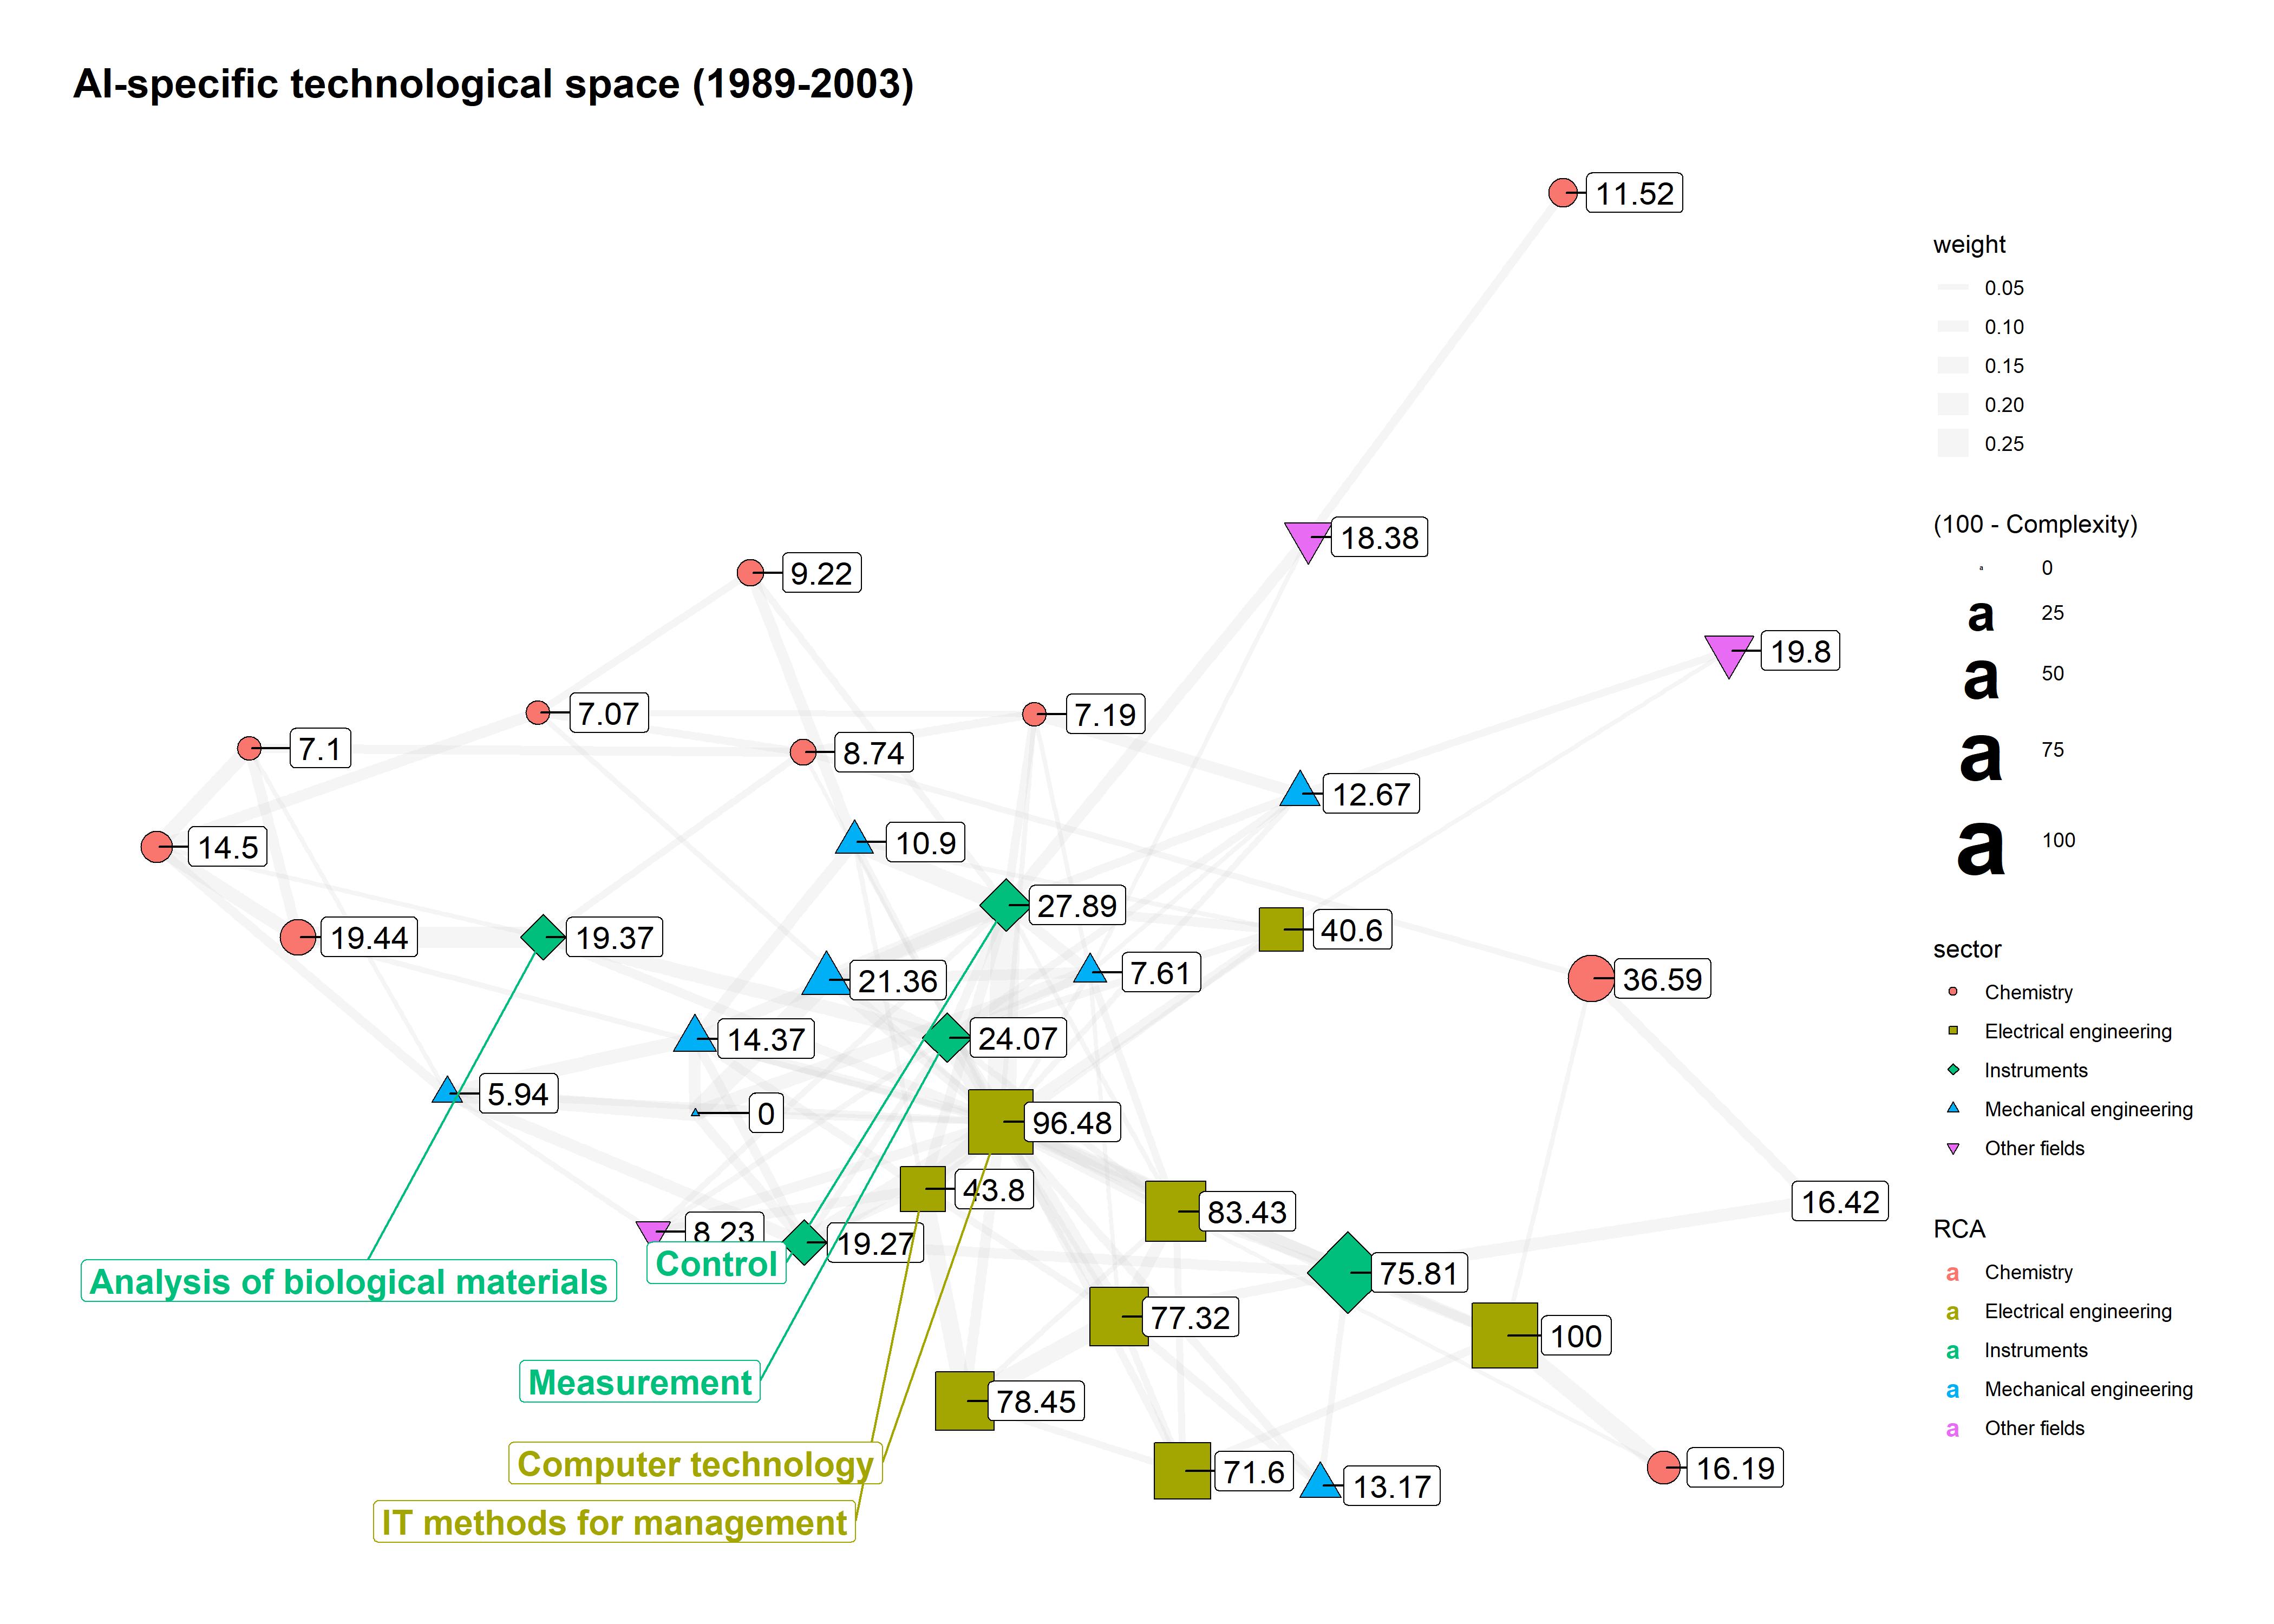 AI-specific technological space (1989-2003)
11.52
18.38
9.22
19.8
7.07
7.19
7.1
8.74
12.67
10.9
14.5
27.89
40.6
19.44
19.37
21.36
7.61
36.59
14.37
24.07
5.94
0
96.48
43.8
16.42
83.43
8.23
19.27
Control
Analysis of biological materials
75.81
77.32
100
Measurement
78.45
Computer technology
71.6
13.17
16.19
IT methods for management
weight
0.05
0.10
0.15
0.20
0.25
(100 - Complexity)
a 0
a 25
a 50
a 75
a 100
sector
Chemistry
Electrical engineering
Instruments
Mechanical engineering
Other fields
RCA
a Chemistry
a Electrical engineering
a Instruments
a Mechanical engineering
a Other fields